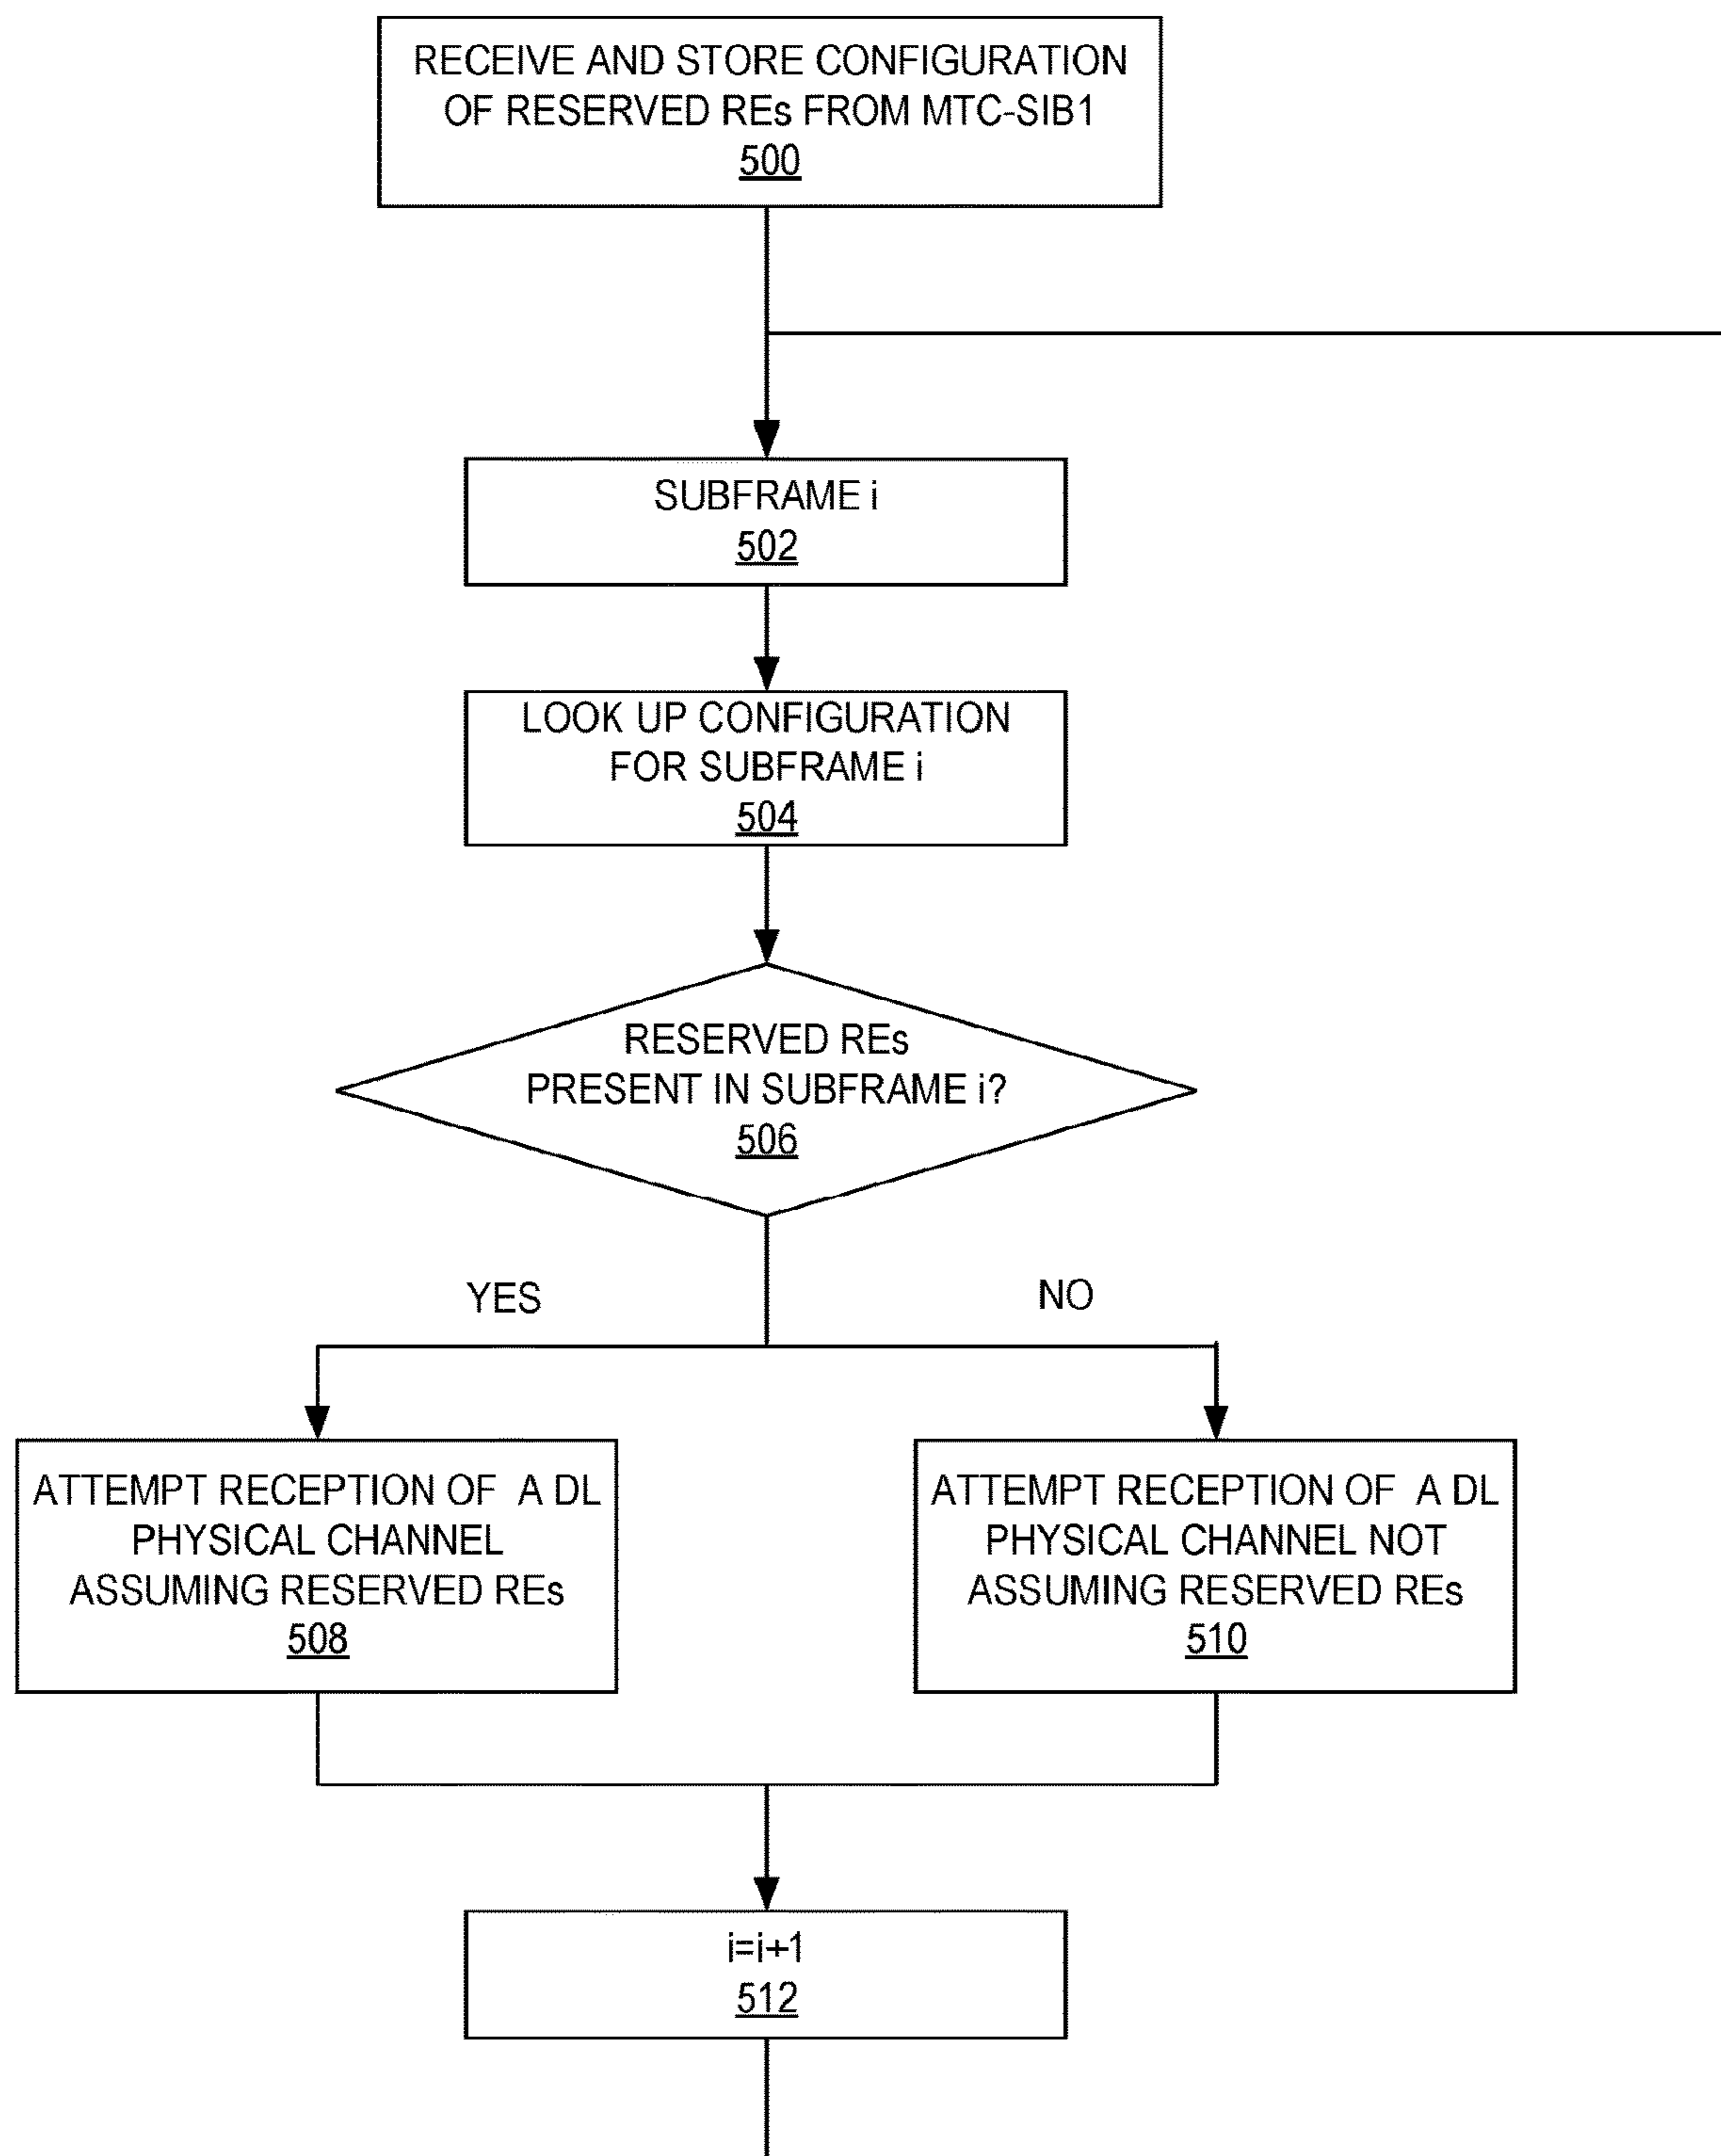 RECEIVE AND STORE CONFIGURATION
OF RESERVED REs FROM MTC-SIB1
500
SUBFRAME i
502
LOOK UP CONFIGURATION
FOR SUBFRAME i
504
RESERVED REs
PRESENT IN SUBFRAME i?
506
YES
NO
ATTEMPT RECEPTION OF A DL
PHYSICAL CHANNEL
ASSUMING RESERVED REs
508
ATTEMPT RECEPTION OF A DL
PHYSICAL CHANNEL NOT
ASSUMING RESERVED REs
510
i=i+1
512